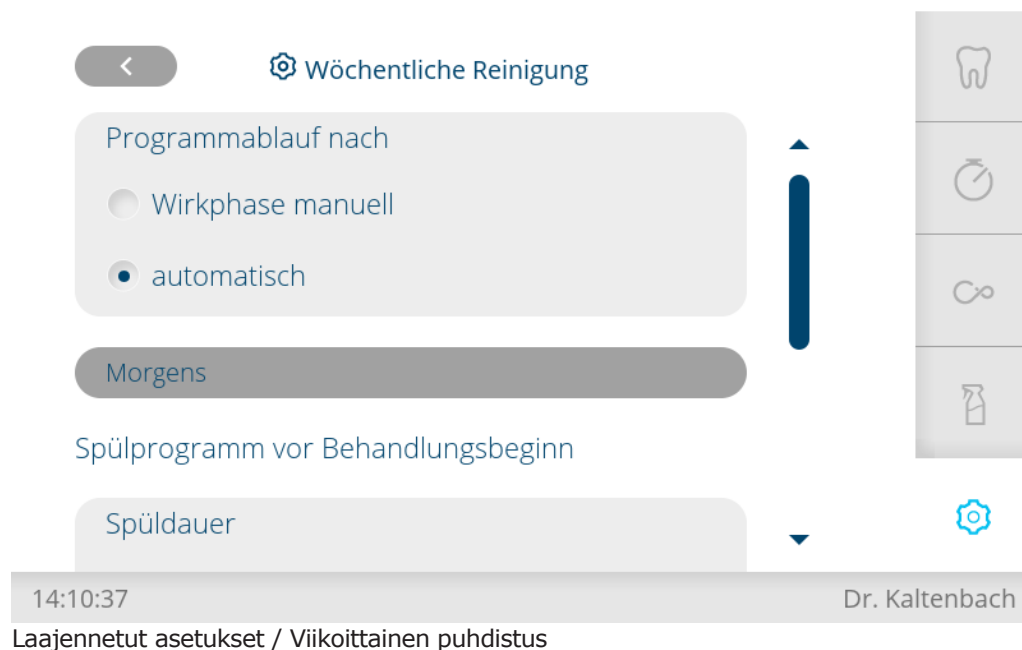 Wöchentliche Reinigung
Programmablauf nach
Wirkphase manuell
automatisch
Morgens
Spülprogramm vor Behandlungsbeginn
Spüldauer
14:10:37 Dr. Kaltenbach
Laajennetut asetukset / Viikoittainen puhdistus